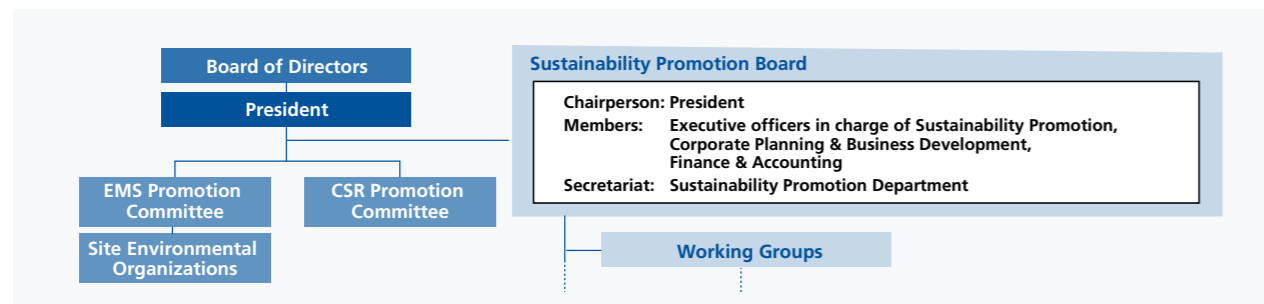 Board of Directors
President
EMS Promotion
Committee
CSR Promotion
Committee
Site Environmental
Organizations
Sustainability Promotion Board
Chairperson: President
Members: Executive officers in charge of Sustainability Promotion,
Corporate Planning & Business Development,
Finance & Accounting
Secretariat: Sustainability Promotion Department
Working Groups